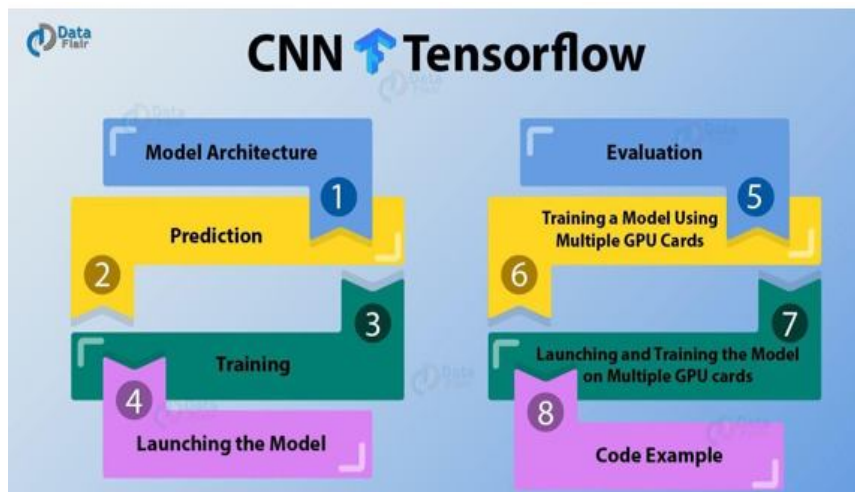 Data
Flair
CNN Tensorflow
Model Architecture
1
Prediction
2
3
Training
4
Launching the Model
Evaluation
5
Training a Model Using
Multiple GPU Cards
6
7
Launching and Training the Model
on Multiple GPU cards
8
Code Example